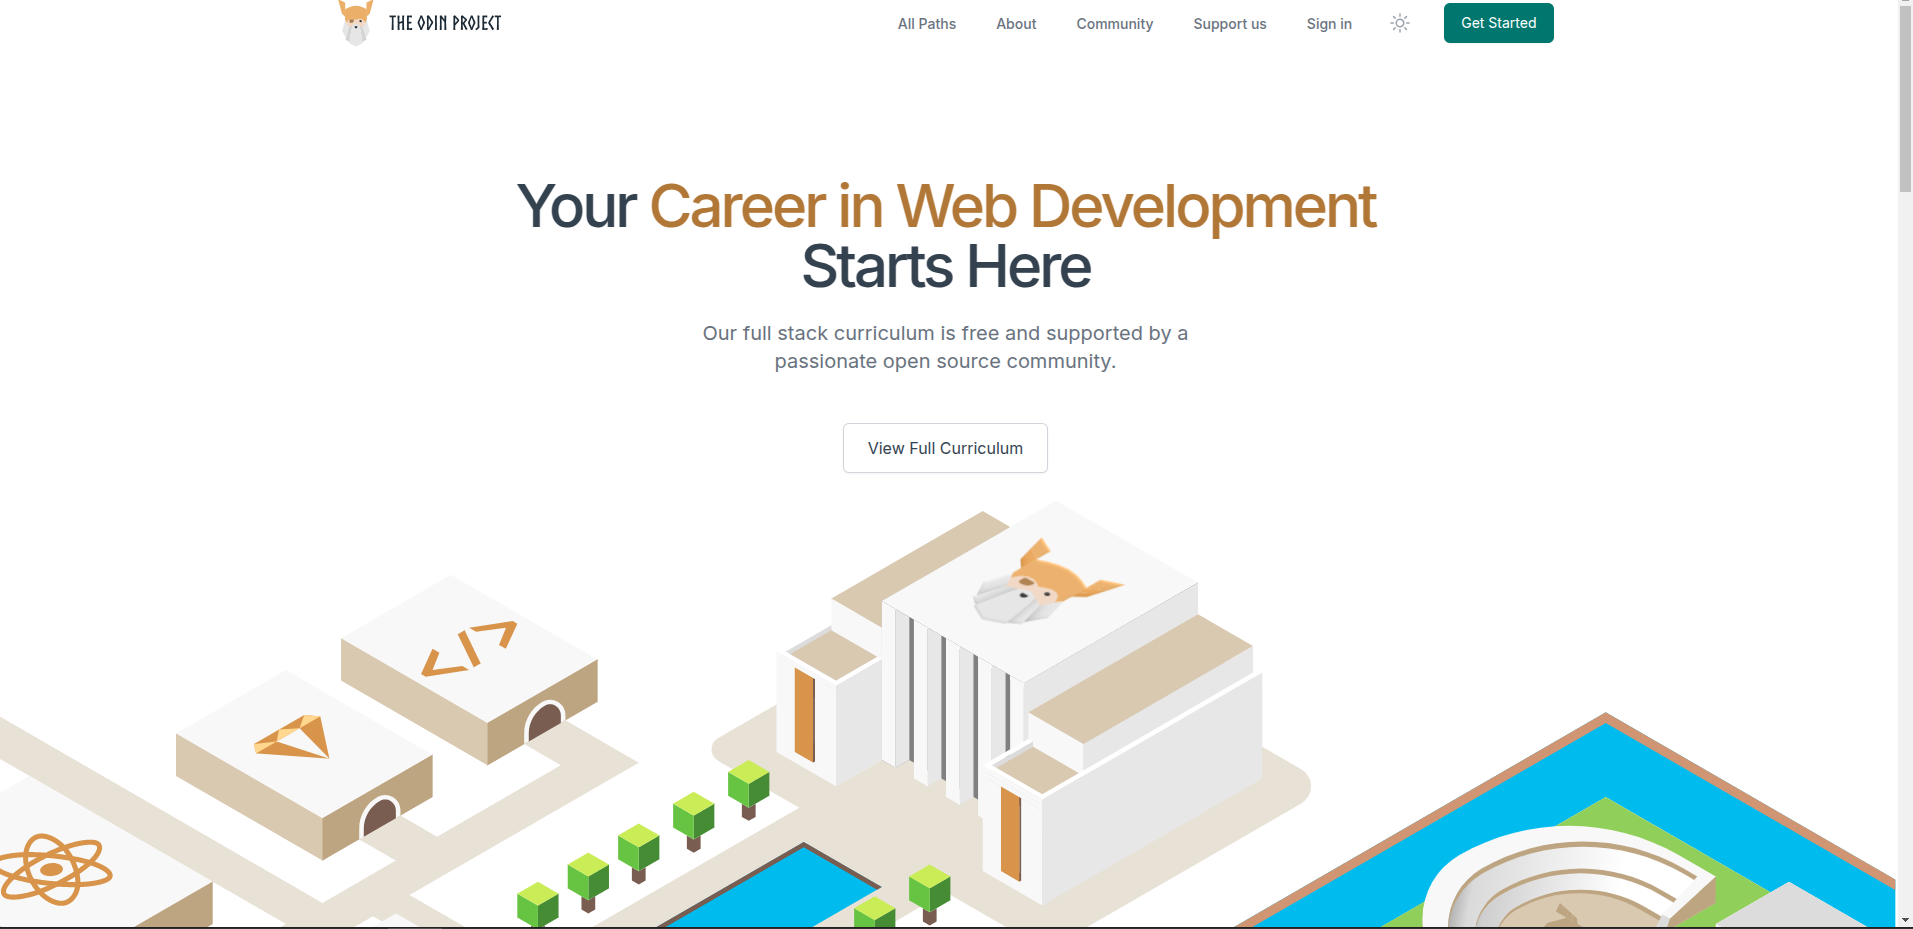 THE ODIN PROJECT
All Paths
About
Community
Support us
Sign in
Get Started
Your Career in Web Development
Starts Here
Our full stack curriculum is free and supported by a
passionate open source community.
View Full Curriculum
</>